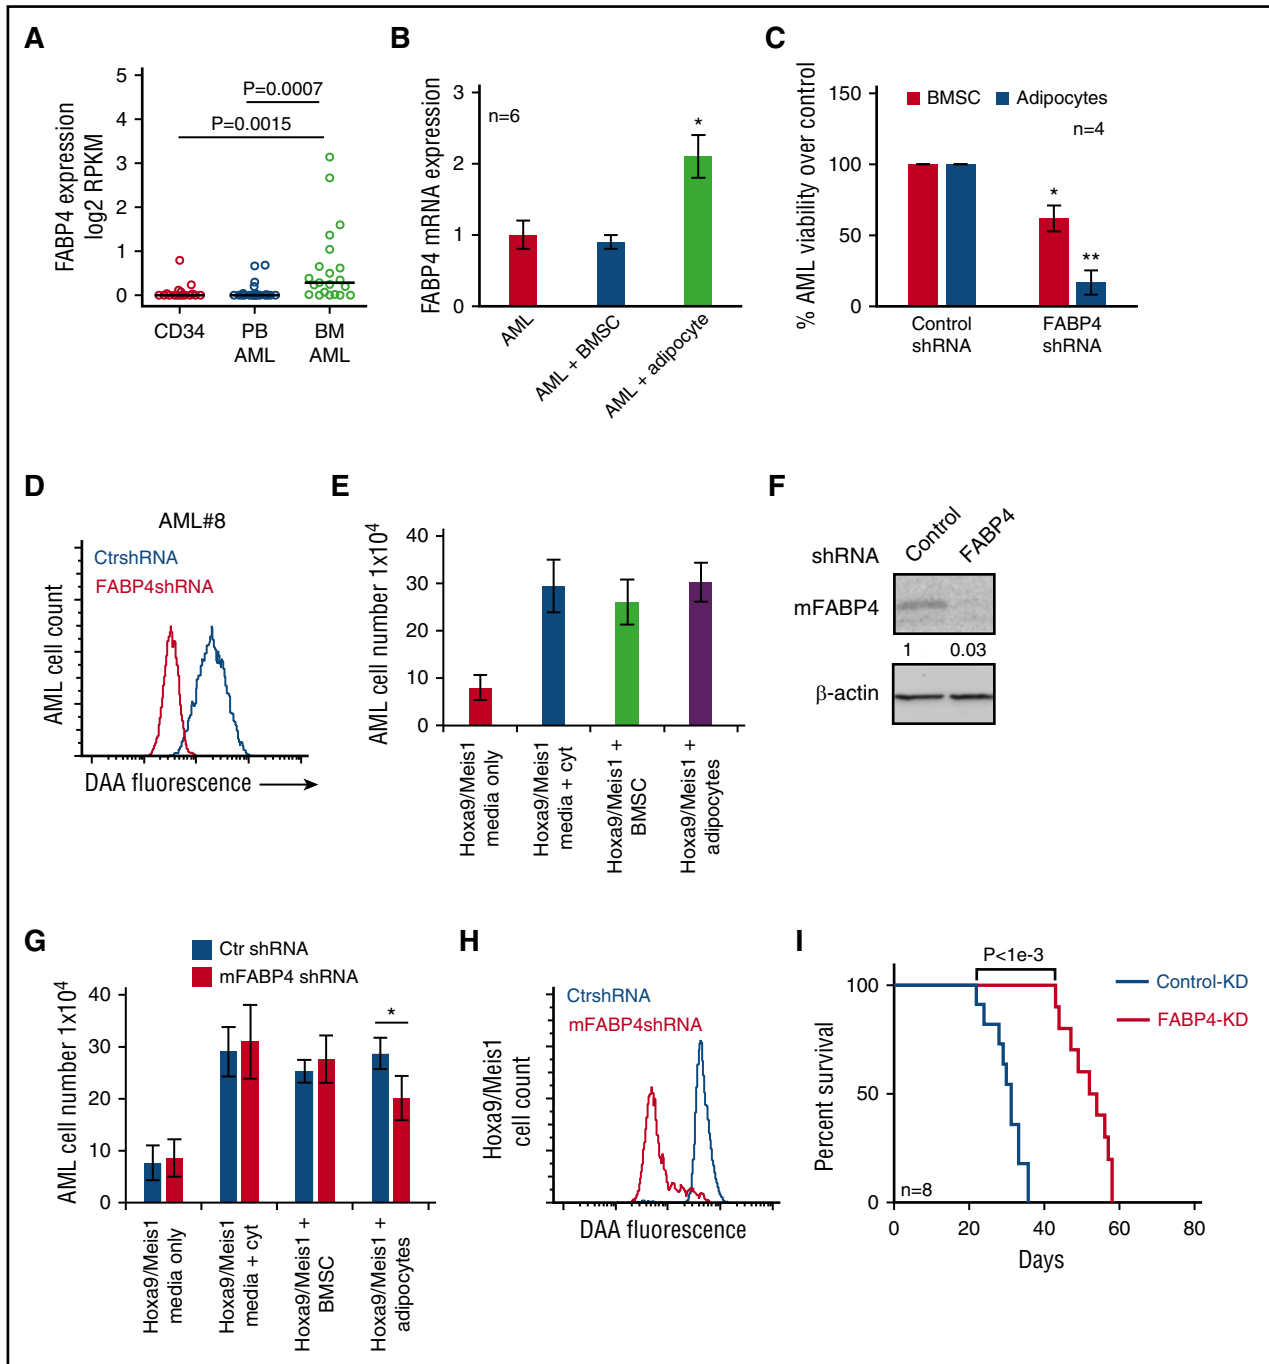 A
FABP4 expression
log2 RPKM
5
4
3
2
1
0
P=0.0007
P=0.0015
CD34
PB
AML
BM
AML
B
FABP4 mRNA expression
3
2
1
0
n=6
*
AML
AML + BMSC
AML + adipocyte
C
% AML viability over control
150
100
50
0
BMSC
Adipocytes
n=4
*
**
Control
shRNA
FABP4
shRNA
D
AML#8
CtrshRNA
FABP4shRNA
AML cell count
DAA fluorescence
E
AML cell number 1x10⁴
40
30
20
10
0
Hoxa9/Meis1
media only
Hoxa9/Meis1
media + cyt
Hoxa9/Meis1 +
BMSC
Hoxa9/Meis1 +
adipocytes
F
shRNA
Control
FABP4
mFABP4
1 0.03
β-actin
G
Ctr shRNA
mFABP4 shRNA
AML cell number 1x10⁴
40
30
20
10
0
*
Hoxa9/Meis1
media only
Hoxa9/Meis1
media + cyt
Hoxa9/Meis1 +
BMSC
Hoxa9/Meis1 +
adipocytes
H
CtrshRNA
mFABP4shRNA
Hoxa9/Meis1
cell count
DAA fluorescence
I
P<1e-3
Control-KD
FABP4-KD
Percent survival
100
50
0
n=8
0 20 40 60 80
Days